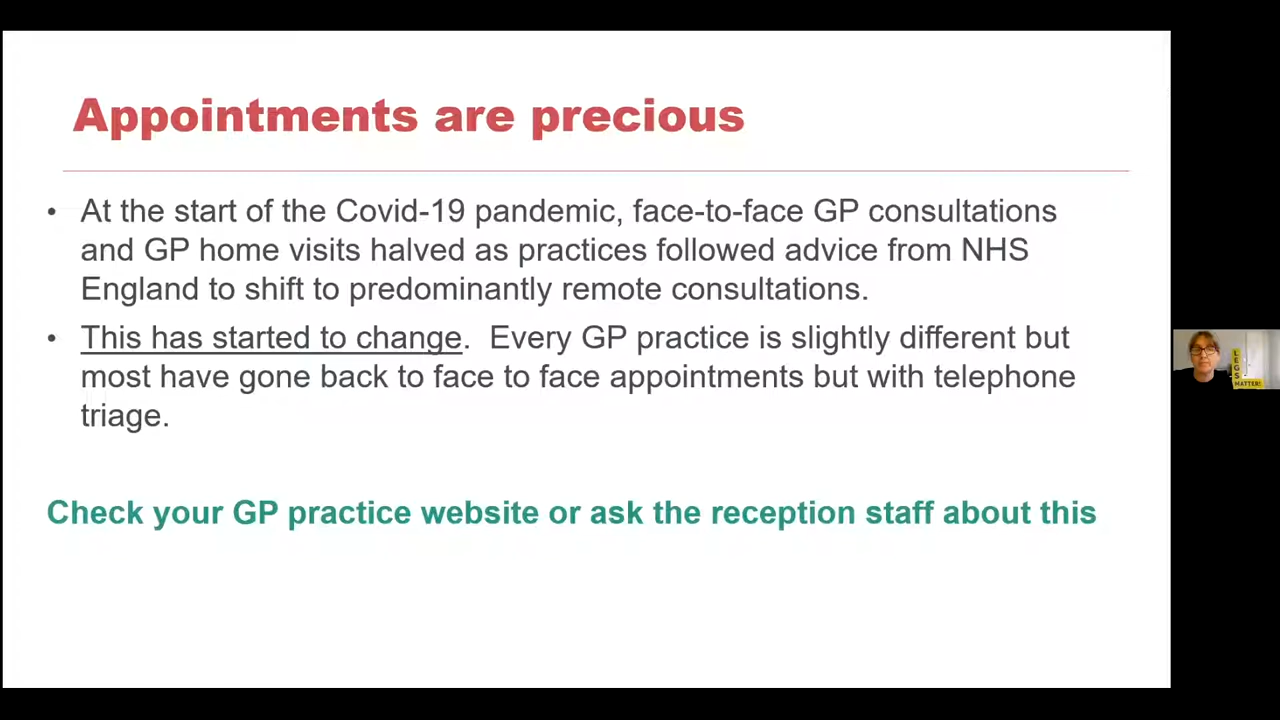 Appointments are precious
• At the start of the Covid-19 pandemic, face-to-face GP consultations
and GP home visits halved as practices followed advice from NHS
England to shift to predominantly remote consultations.
• This has started to change.  Every GP practice is slightly different but
most have gone back to face to face appointments but with telephone
triage.
Check your GP practice website or ask the reception staff about this
LEGS
MATTER!